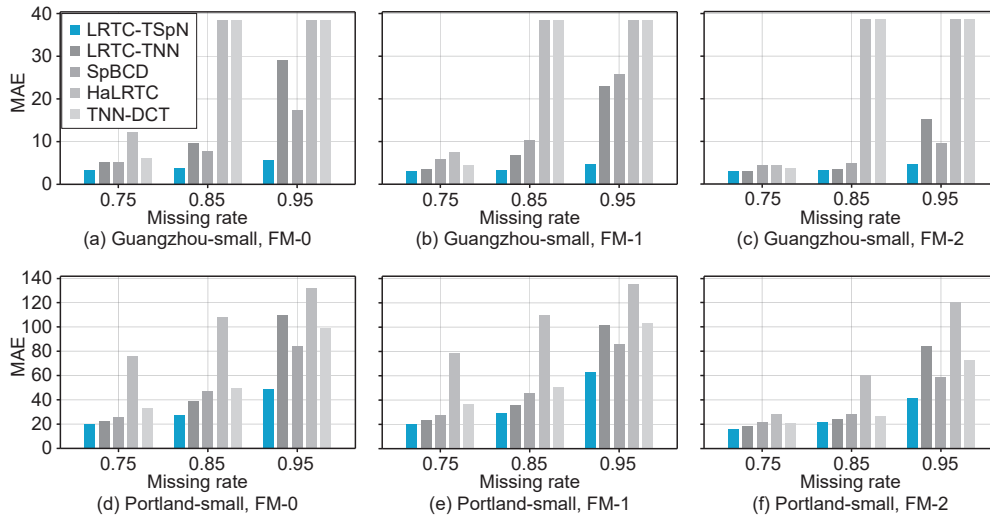 40
30
20
10
0
MAE
LRTC-TSpN
LRTC-TNN
SpBCD
HaLRTC
TNN-DCT
0.75 0.85 0.95
Missing rate
(a) Guangzhou-small, FM-0
0.75 0.85 0.95
Missing rate
(b) Guangzhou-small, FM-1
0.75 0.85 0.95
Missing rate
(c) Guangzhou-small, FM-2
140
120
100
80
60
40
20
0
MAE
0.75 0.85 0.95
Missing rate
(d) Portland-small, FM-0
0.75 0.85 0.95
Missing rate
(e) Portland-small, FM-1
0.75 0.85 0.95
Missing rate
(f) Portland-small, FM-2